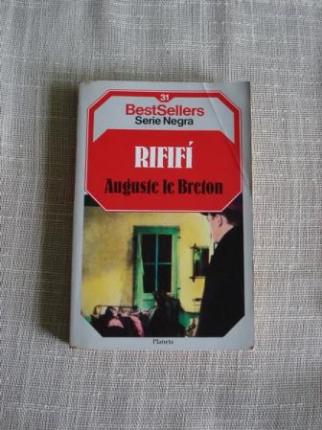 31
BestSellers
Serie Negra
RIFIFÍ
Auguste le Breton
Planeta